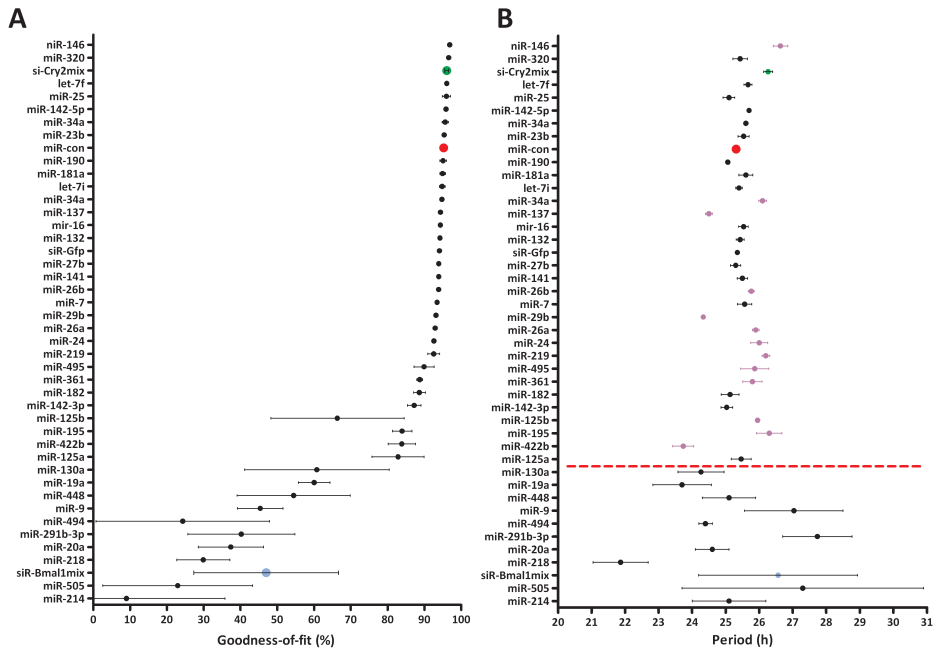 A
niR-146
miR-320
si-Cry2mix
let-7f
miR-25
miR-142-5p
miR-34a
miR-23b
miR-con
miR-190
miR-181a
let-7i
miR-34a
miR-137
mir-16
miR-132
siR-Gfp
miR-27b
miR-141
miR-26b
miR-7
miR-29b
miR-26a
miR-24
miR-219
miR-495
miR-361
miR-182
miR-142-3p
miR-125b
miR-195
miR-422b
miR-125a
miR-130a
miR-19a
miR-448
miR-9
miR-494
miR-291b-3p
miR-20a
miR-218
siR-Bmal1mix
miR-505
miR-214
0 10 20 30 40 50 60 70 80 90 100
Goodness-of-fit (%)
B
niR-146
miR-320
si-Cry2mix
let-7f
miR-25
miR-142-5p
miR-34a
miR-23b
miR-con
miR-190
miR-181a
let-7i
miR-34a
miR-137
mir-16
miR-132
siR-Gfp
miR-27b
miR-141
miR-26b
miR-7
miR-29b
miR-26a
miR-24
miR-219
miR-495
miR-361
miR-182
miR-142-3p
miR-125b
miR-195
miR-422b
miR-125a
miR-130a
miR-19a
miR-448
miR-9
miR-494
miR-291b-3p
miR-20a
miR-218
siR-Bmal1mix
miR-505
miR-214
20 21 22 23 24 25 26 27 28 29 30 31
Period (h)